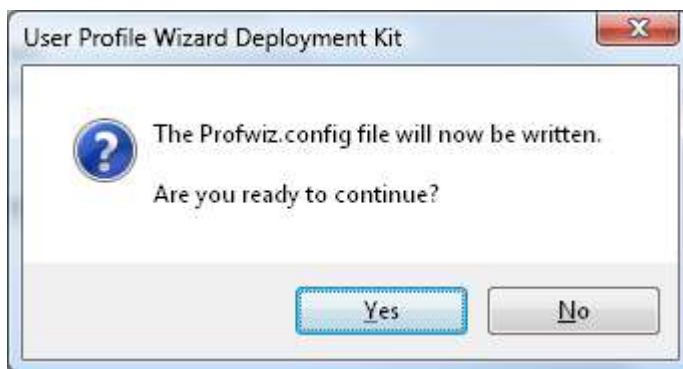 User Profile Wizard Deployment Kit
The Profwiz.config file will now be written.
Are you ready to continue?
Yes
No